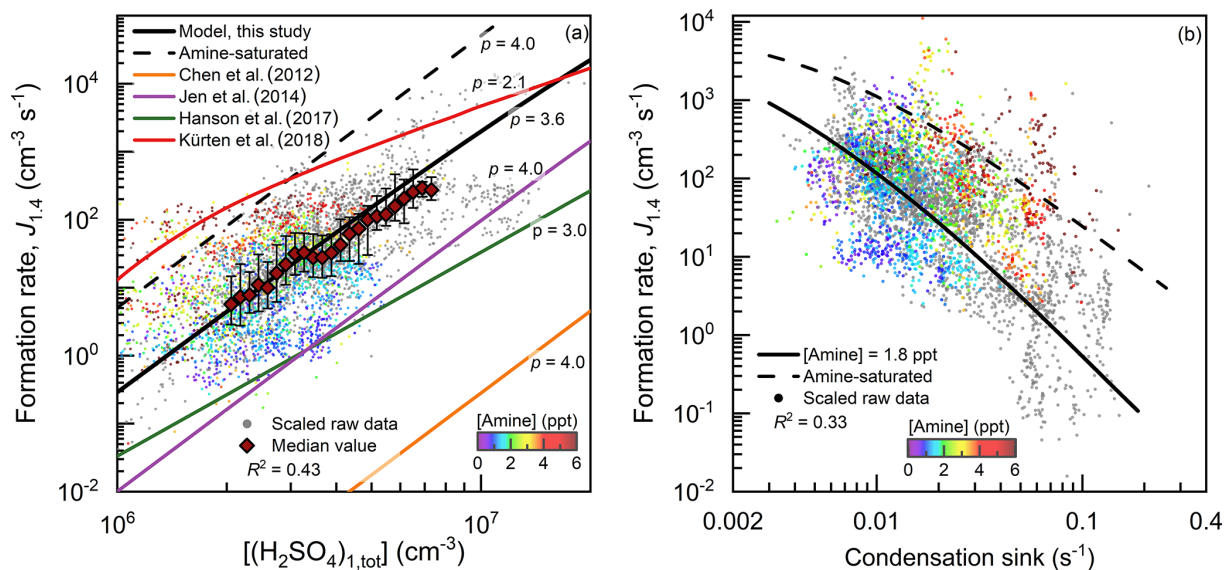 (a)
Formation rate, J1.4 (cm-3 s-1)
10^5
10^4
10^2
10^0
10^-2
Model, this study
Amine-saturated
Chen et al. (2012)
Jen et al. (2014)
Hanson et al. (2017)
Kürten et al. (2018)
p = 4.0
p = 2.1
p = 3.6
p = 4.0
p = 3.0
p = 4.0
Scaled raw data
Median value
R2 = 0.43
[Amine] (ppt)
0 2 4 6
10^6 10^7
[(H2SO4)1,tot] (cm-3)
(b)
Formation rate, J1.4 (cm-3 s-1)
10^4
10^3
10^2
10^1
10^0
10^-1
10^-2
[Amine] = 1.8 ppt
Amine-saturated
Scaled raw data
R2 = 0.33
[Amine] (ppt)
0 2 4 6
0.002 0.01 0.1 0.4
Condensation sink (s-1)